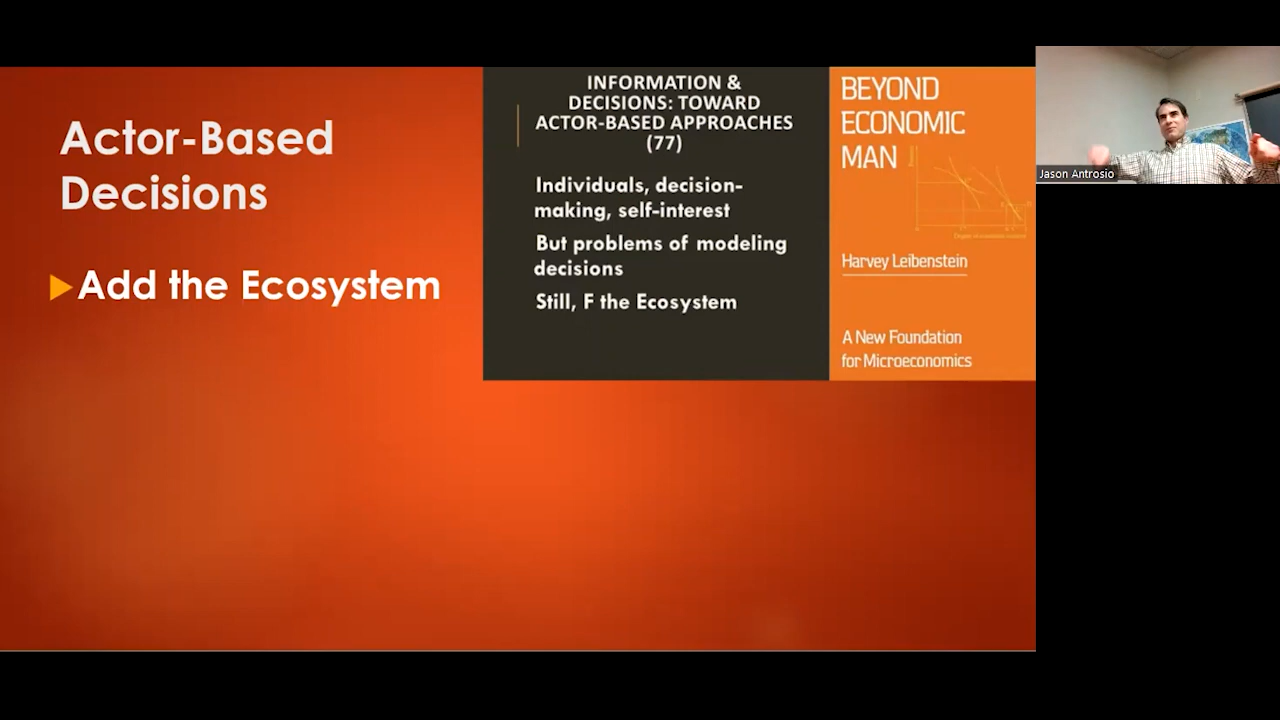 Actor-Based
Decisions
Add the Ecosystem
INFORMATION &
DECISIONS: TOWARD
ACTOR-BASED APPROACHES
(77)
Individuals, decision-
making, self-interest
But problems of modeling
decisions
Still, F the Ecosystem
BEYOND
ECONOMIC
MAN
Harvey Leibenstein
A New Foundation
for Microeconomics
Jason Antrosio